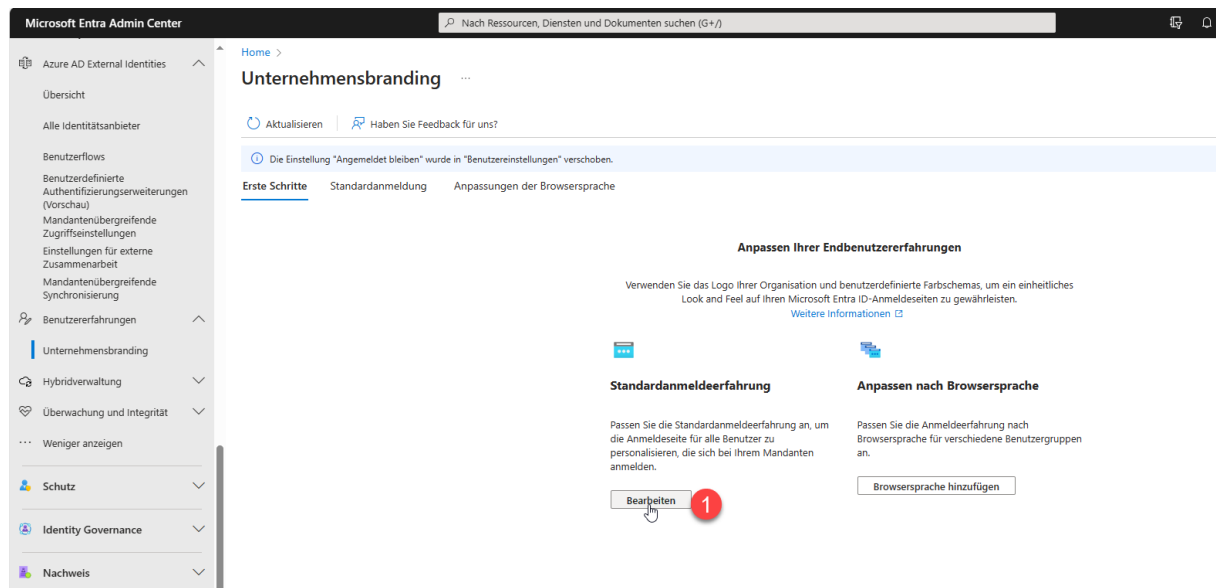 Microsoft Entra Admin Center
Nach Ressourcen, Diensten und Dokumenten suchen (G+/)
Azure AD External Identities
Übersicht
Alle Identitätsanbieter
Benutzerflows
Benutzerdefinierte
Authentifizierungserweiterungen
(Vorschau)
Mandantenübergreifende
Zugriffseinstellungen
Einstellungen für externe
Zusammenarbeit
Mandantenübergreifende
Synchronisierung
Benutzererfahrungen
Unternehmensbranding
Hybridverwaltung
Überwachung und Integrität
Weniger anzeigen
Schutz
Identity Governance
Nachweis
Home >
Unternehmensbranding ...
Aktualisieren
Haben Sie Feedback für uns?
Die Einstellung "Angemeldet bleiben" wurde in "Benutzereinstellungen" verschoben.
Erste Schritte Standardanmeldung Anpassungen der Browsersprache
Anpassen Ihrer Endbenutzererfahrungen
Verwenden Sie das Logo Ihrer Organisation und benutzerdefinierte Farbschemas, um ein einheitliches
Look and Feel auf Ihren Microsoft Entra ID-Anmeldeseiten zu gewährleisten.
Weitere Informationen
Standardanmeldeerfahrung
Passen Sie die Standardanmeldeerfahrung an, um
die Anmeldeseite für alle Benutzer zu
personalisieren, die sich bei Ihrem Mandanten
anmelden.
Bearbeiten
1
Anpassen nach Browsersprache
Passen Sie die Anmeldeerfahrung nach
Browsersprache für verschiedene Benutzergruppen
an.
Browsersprache hinzufügen